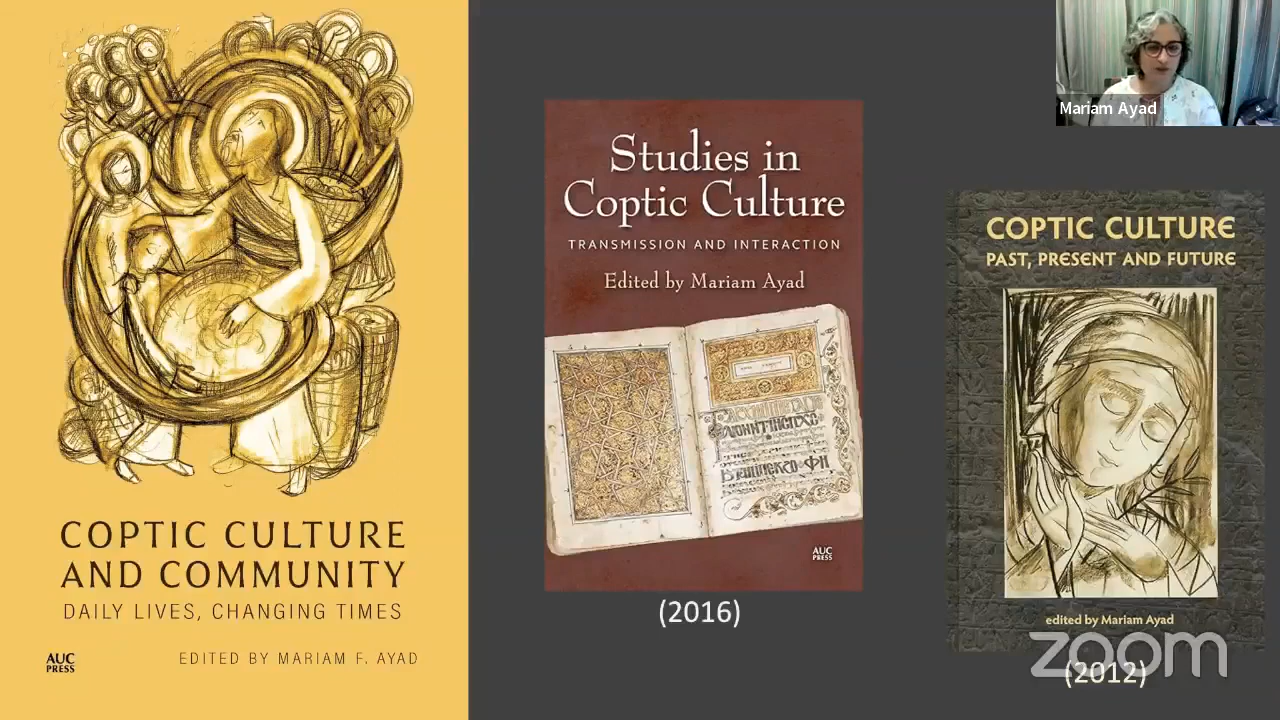 COPTIC CULTURE
AND COMMUNITY
DAILY LIVES, CHANGING TIMES
AUC
PRESS
EDITED BY MARIAM F. AYAD
Studies in
Coptic Culture
TRANSMISSION AND INTERACTION
Edited by Mariam Ayad
AUC
PRESS
(2016)
Mariam Ayad
COPTIC CULTURE
PAST, PRESENT AND FUTURE
edited by Mariam Ayad
zoom
(2012)